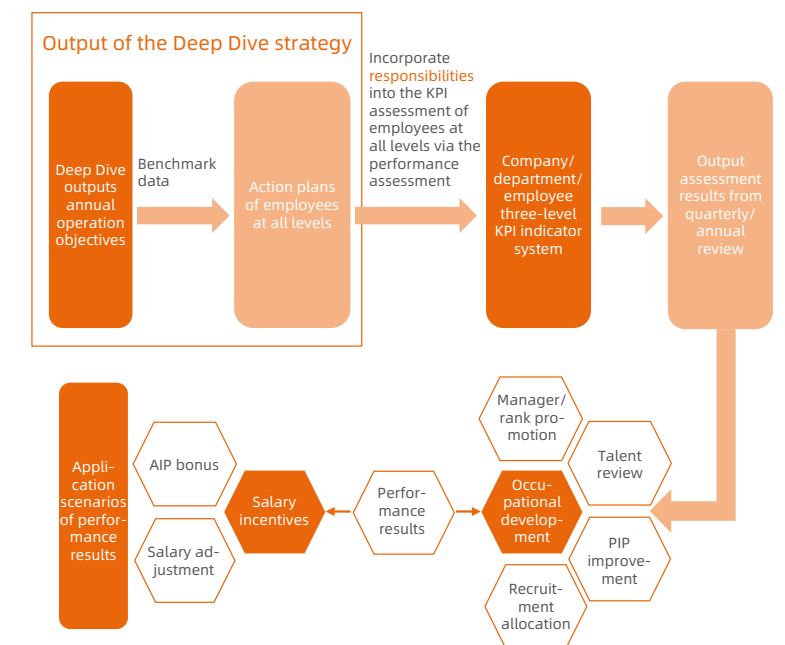 Output of the Deep Dive strategy
Deep Dive
outputs
annual
operation
objectives
Benchmark
data
Action plans
of employees
at all levels
Incorporate
responsibilities
into the KPI
assessment of
employees at
all levels via the
performance
assessment
Company/
department/
employee
three-level
KPI indicator
system
Output
assessment
results from
quarterly/
annual
review
Appli-
cation
scenarios
of perfor-
mance
results
AIP bonus
Salary ad-
justment
Salary
incentives
Perfor-
mance
results
Manager/
rank pro-
motion
Occu-
pational
develop-
ment
Talent
review
PIP
improve-
ment
Recruit-
ment
allocation